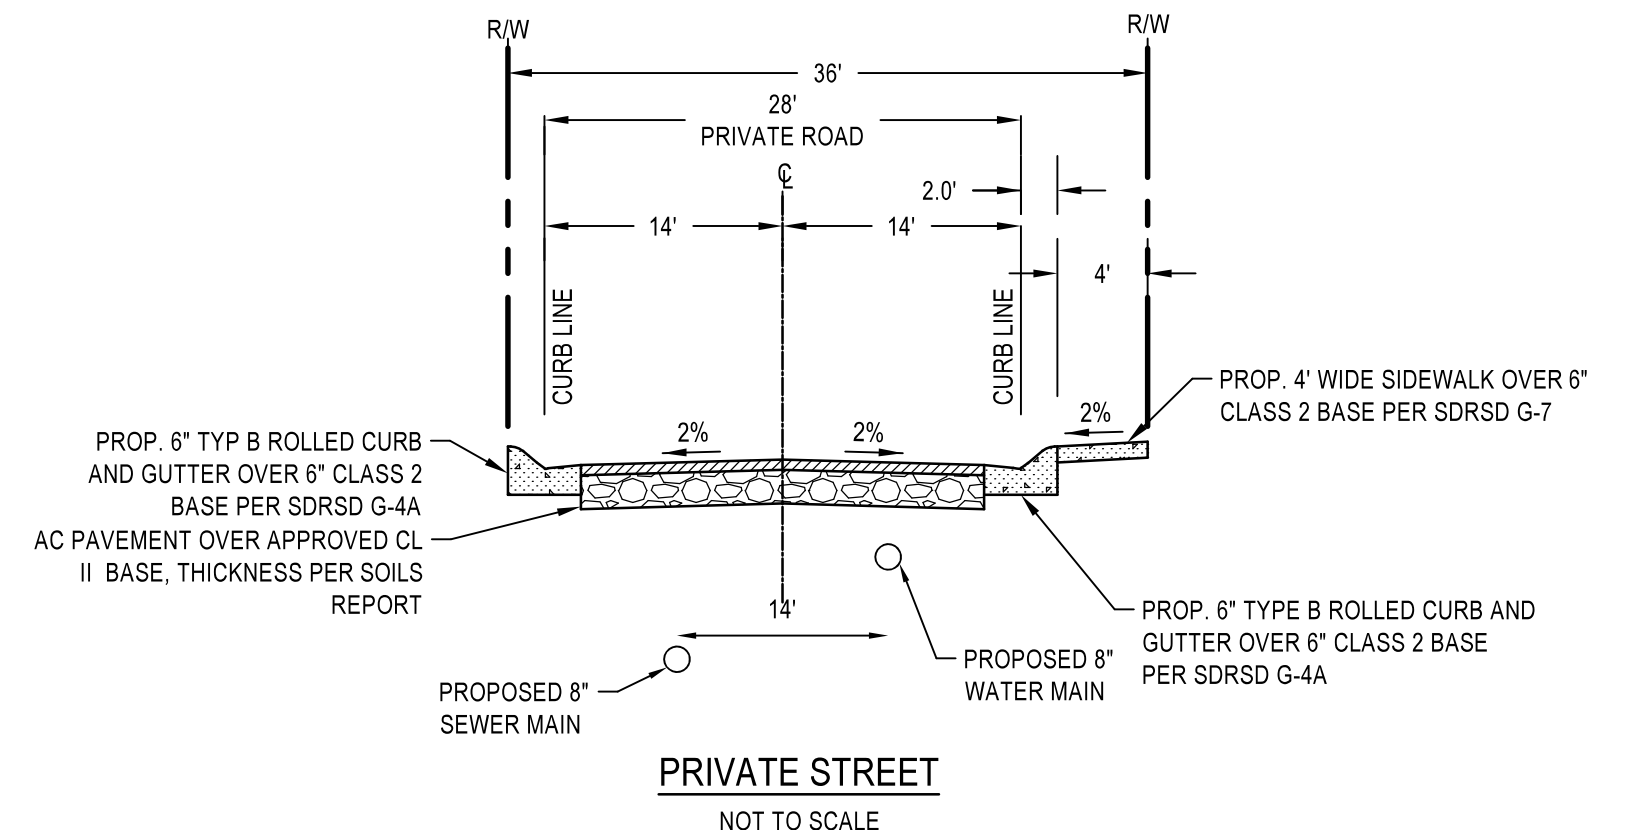 R/W
R/W
36'
28'
PRIVATE ROAD
℄
2.0'
14'
14'
4'
CURB LINE
CURB LINE
PROP. 4' WIDE SIDEWALK OVER 6"
CLASS 2 BASE PER SDRSD G-7
2%
2%
2%
PROP. 6" TYP B ROLLED CURB
AND GUTTER OVER 6" CLASS 2
BASE PER SDRSD G-4A
AC PAVEMENT OVER APPROVED CL
II BASE, THICKNESS PER SOILS
REPORT
14'
PROP. 6" TYPE B ROLLED CURB AND
GUTTER OVER 6" CLASS 2 BASE
PER SDRSD G-4A
PROPOSED 8"
WATER MAIN
PROPOSED 8"
SEWER MAIN
PRIVATE STREET
NOT TO SCALE